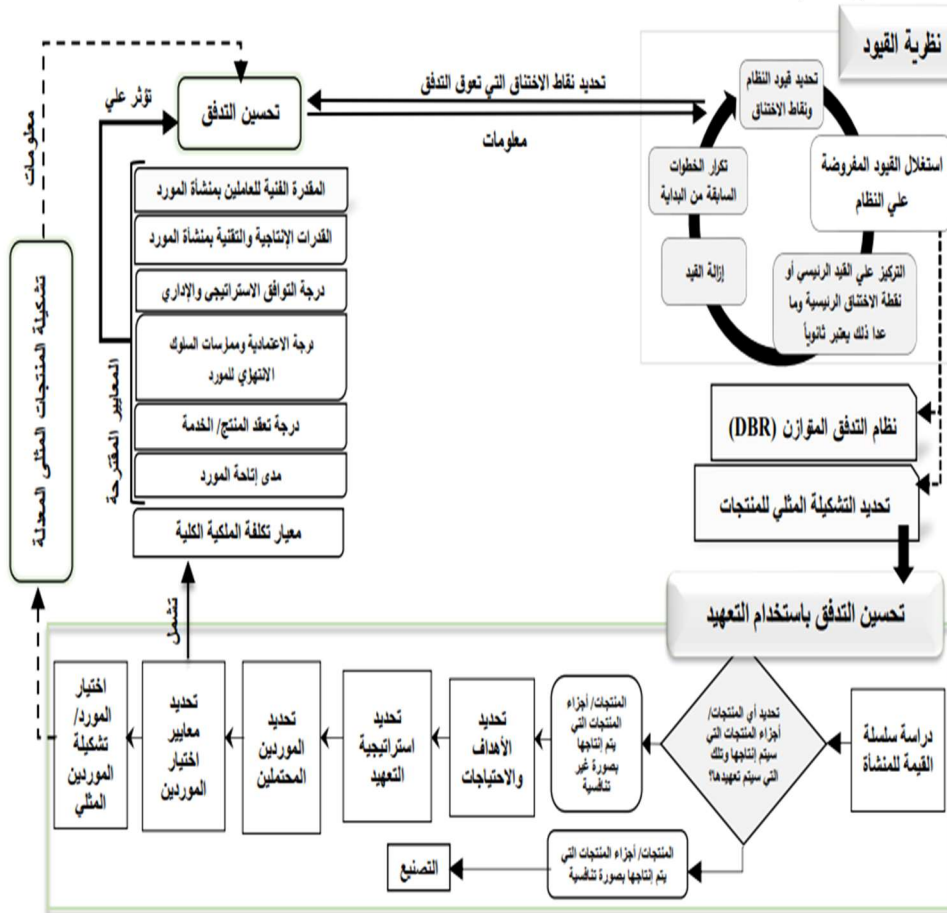 نظرية القيود
تحديد قيود النظام
ونقاط الاختناق
استغلال القيود المفروضة
علي النظام
التركيز علي القيد الرئيسي أو
نقطة الاختناق الرئيسية وما
عدا ذلك يعتبر ثانوياً
إزالة القيد
تكرار الخطوات
السابقة من البداية
تحديد نقاط الاختناق التي تعوق التدفق
معلومات
تحسين التدفق
تؤثر علي
معلومات
تشكيلة المنتجات المثلى المعدلة
المعايير المقترحة
المقدرة الفنية للعاملين بمنشأة المورد
القدرات الإنتاجية والتقنية بمنشأة المورد
درجة التوافق الاستراتيجي والإداري
درجة الاعتمادية وممارسات السلوك
الانتهازي للمورد
درجة تعقد المنتج/ الخدمة
مدى إتاحة المورد
معيار تكلفة الملكية الكلية
تشمل
نظام التدفق المتوازن (DBR)
تحديد التشكيلة المثلي للمنتجات
تحسين التدفق باستخدام التعهيد
دراسة سلسلة
القيمة للمنشأة
تحديد أي المنتجات/
أجزاء المنتجات التي
سيتم إنتاجها وتلك
التي سيتم تعهيدها؟
المنتجات/ أجزاء
المنتجات التي
يتم إنتاجها
بصورة غير
تنافسية
تحديد
الأهداف
والاحتياجات
تحديد
استراتيجية
التعهيد
تحديد
الموردين
المحتملين
تحديد
معايير
اختيار
الموردين
اختيار
المورد/
تشكيلة
الموردين
المثلي
المنتجات/ أجزاء المنتجات التي
يتم إنتاجها بصورة تنافسية
التصنيع